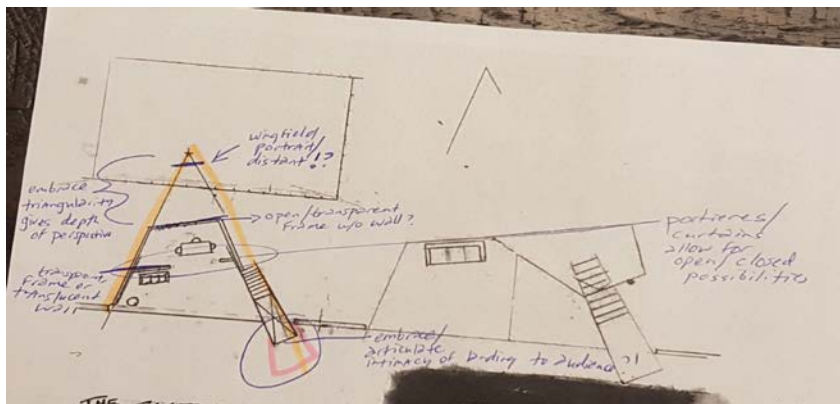 wingfield
portrait/
distant!?
embrace
triangularity
gives depth
of perspective
open/transparent
frame w/o wall?
portieres/
curtains
allow for
open/closed
possibilities
transparent
frame or
translucent
wall
embrace/
articulate
intimacy of landing to audience
THE